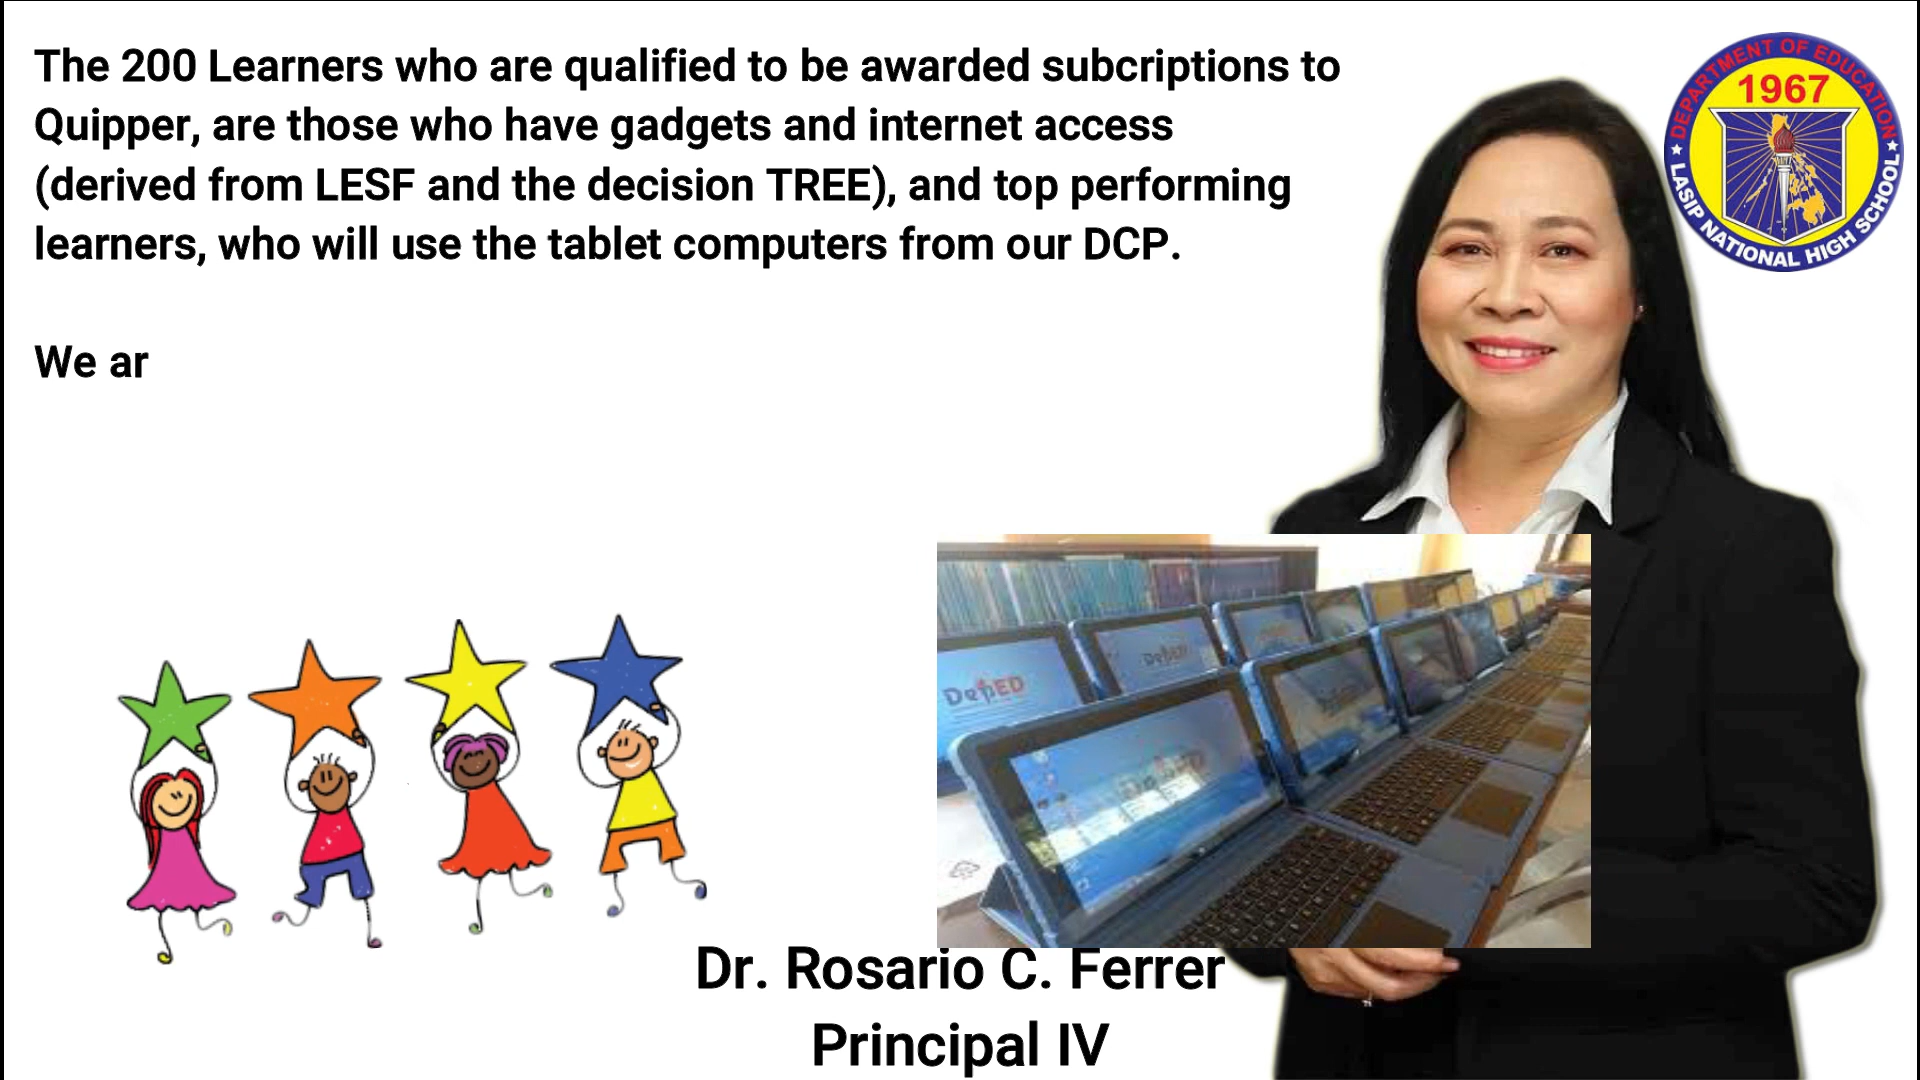 The 200 Learners who are qualified to be awarded subcriptions to
Quipper, are those who have gadgets and internet access
(derived from LESF and the decision TREE), and top performing
learners, who will use the tablet computers from our DCP.
We ar
DEPARTMENT OF EDUCATION
1967
LASIP NATIONAL HIGH SCHOOL
DepED
DepED
Dr. Rosario C. Ferrer
Principal IV